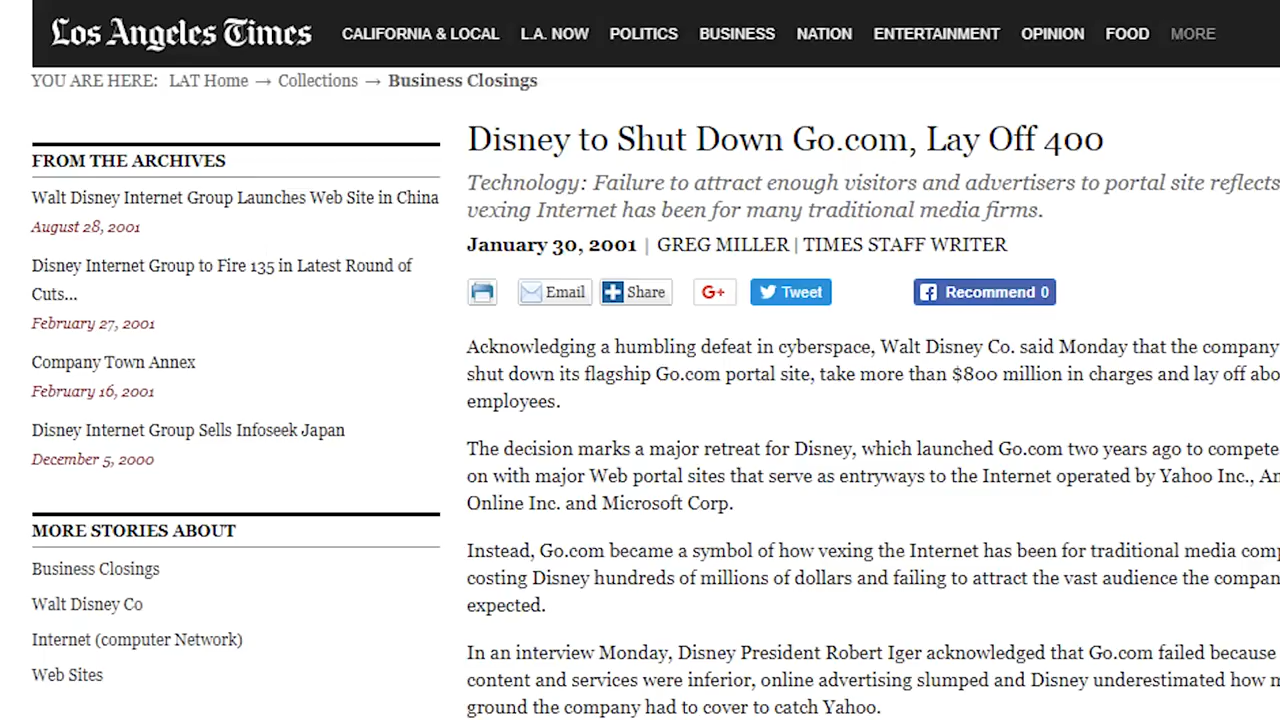 Los Angeles Times
CALIFORNIA & LOCAL L.A. NOW POLITICS BUSINESS NATION ENTERTAINMENT OPINION FOOD MORE
YOU ARE HERE: LAT Home → Collections → Business Closings
FROM THE ARCHIVES
Walt Disney Internet Group Launches Web Site in China
August 28, 2001
Disney Internet Group to Fire 135 in Latest Round of
Cuts...
February 27, 2001
Company Town Annex
February 16, 2001
Disney Internet Group Sells Infoseek Japan
December 5, 2000
MORE STORIES ABOUT
Business Closings
Walt Disney Co
Internet (computer Network)
Web Sites
Disney to Shut Down Go.com, Lay Off 400
Technology: Failure to attract enough visitors and advertisers to portal site reflects
vexing Internet has been for many traditional media firms.
January 30, 2001 | GREG MILLER | TIMES STAFF WRITER
Email Share G+ Tweet Recommend 0
Acknowledging a humbling defeat in cyberspace, Walt Disney Co. said Monday that the company
shut down its flagship Go.com portal site, take more than $800 million in charges and lay off abo
employees.
The decision marks a major retreat for Disney, which launched Go.com two years ago to compete
on with major Web portal sites that serve as entryways to the Internet operated by Yahoo Inc., Am
Online Inc. and Microsoft Corp.
Instead, Go.com became a symbol of how vexing the Internet has been for traditional media comp
costing Disney hundreds of millions of dollars and failing to attract the vast audience the compan
expected.
In an interview Monday, Disney President Robert Iger acknowledged that Go.com failed because
content and services were inferior, online advertising slumped and Disney underestimated how m
ground the company had to cover to catch Yahoo.